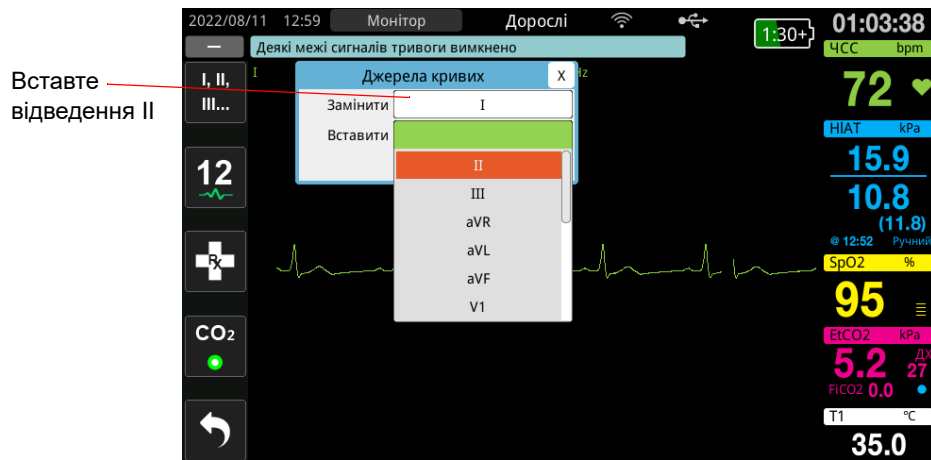 2022/08/11 12:59 Монітор Дорослі 1:30+ 01:03:38
Деякі межі сигналів тривоги вимкнено
Вставте
відведення II
I, II,
III...
12
Rx
CO2
I
Hz
Джерела кривих X
Замінити I
Вставити
II
III
aVR
aVL
aVF
V1
ЧСС bpm
72
НІАТ kPa
15.9
10.8
(11.8)
@ 12:52 Ручний
SpO2 %
95
EtCO2 kPa
5.2 ДХ
27
FiCO2 0.0
T1 °C
35.0